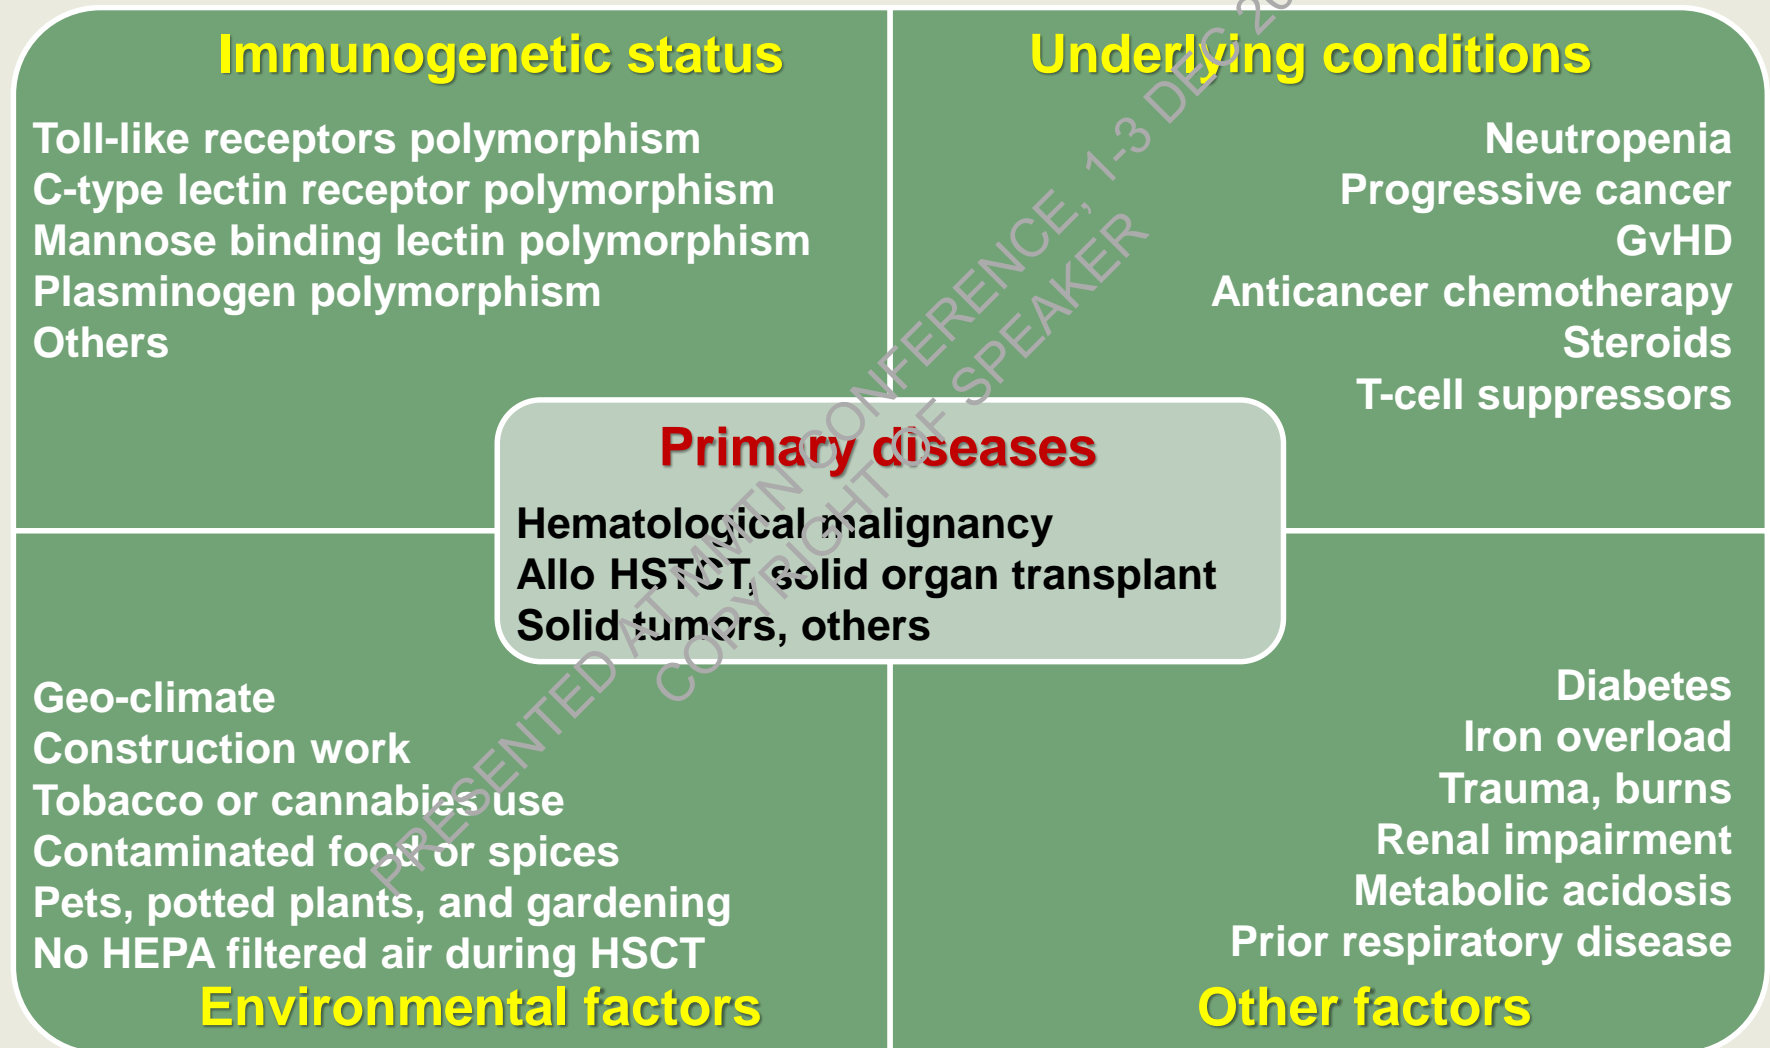 Immunogenetic status
Toll-like receptors polymorphism
C-type lectin receptor polymorphism
Mannose binding lectin polymorphism
Plasminogen polymorphism
Others
Underlying conditions
Neutropenia
Progressive cancer
GvHD
Anticancer chemotherapy
Steroids
T-cell suppressors
Primary diseases
Hematological malignancy
Allo HSTCT, solid organ transplant
Solid tumors, others
Geo-climate
Construction work
Tobacco or cannabies use
Contaminated food or spices
Pets, potted plants, and gardening
No HEPA filtered air during HSCT
Environmental factors
Diabetes
Iron overload
Trauma, burns
Renal impairment
Metabolic acidosis
Prior respiratory disease
Other factors
PRESENTED AT MMTN CONFERENCE, 1-3 DEC
COPYRIGHT OF SPEAKER